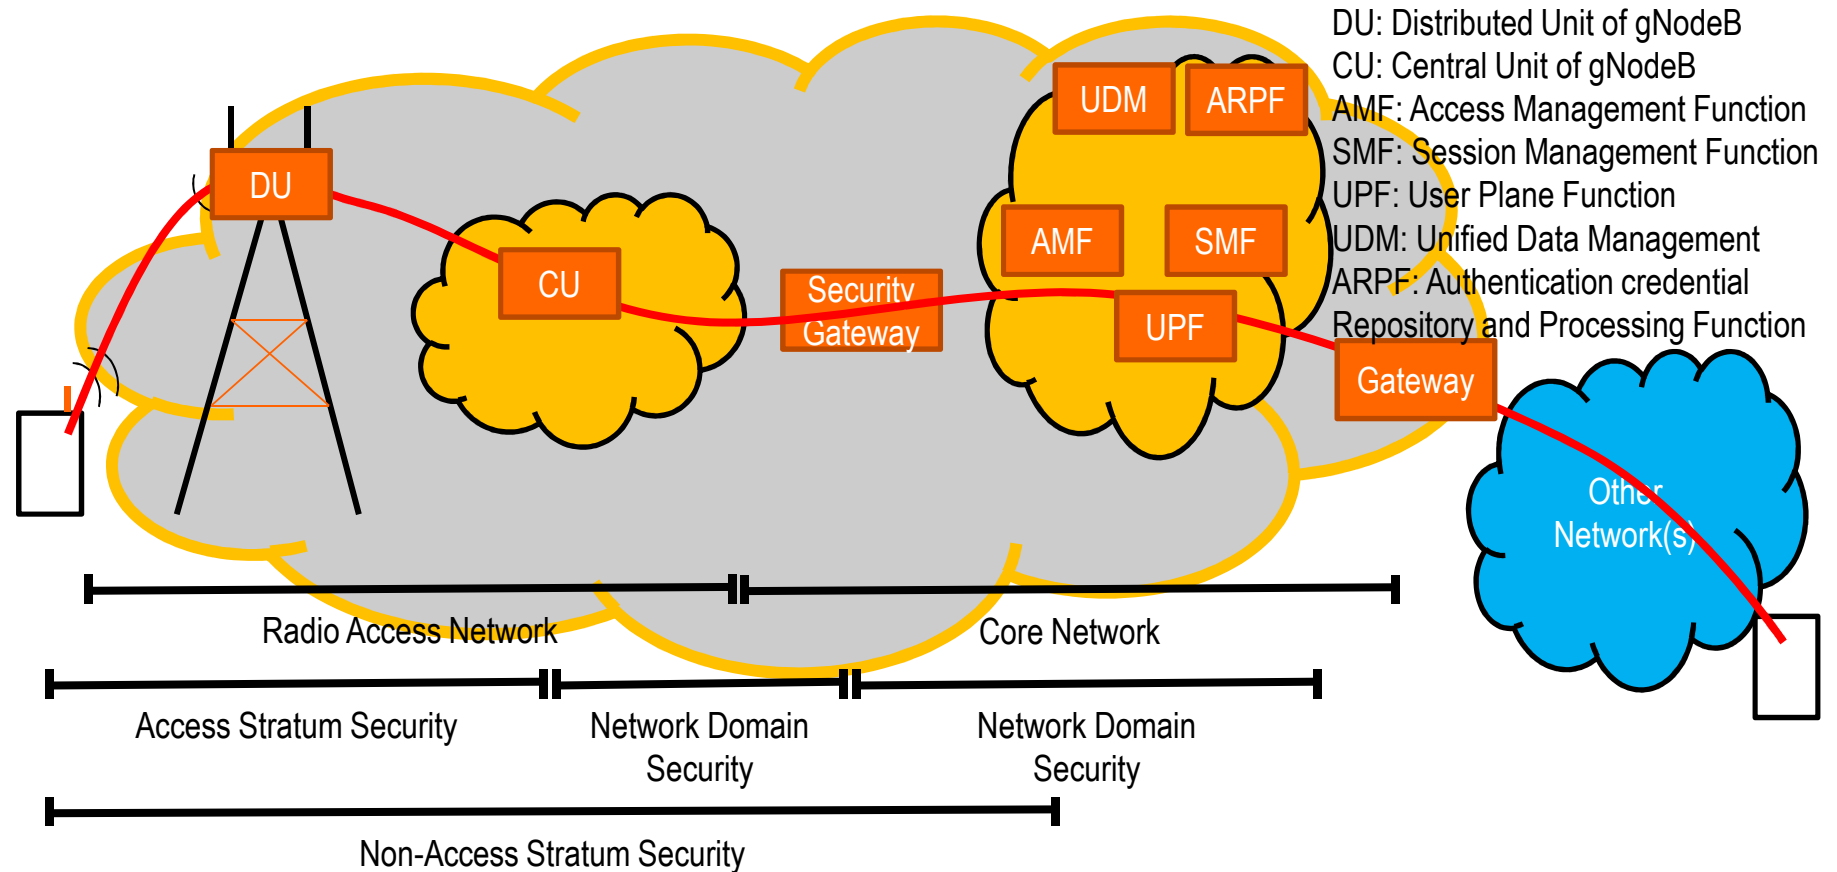 DU: Distributed Unit of gNodeB
CU: Central Unit of gNodeB
AMF: Access Management Function
SMF: Session Management Function
UPF: User Plane Function
UDM: Unified Data Management
ARPF: Authentication credential
Repository and Processing Function
UDM
ARPF
DU
AMF
SMF
CU
Security
Gateway
UPF
Gateway
Other
Network(s)
Radio Access Network
Core Network
Access Stratum Security
Network Domain
Security
Network Domain
Security
Non-Access Stratum Security